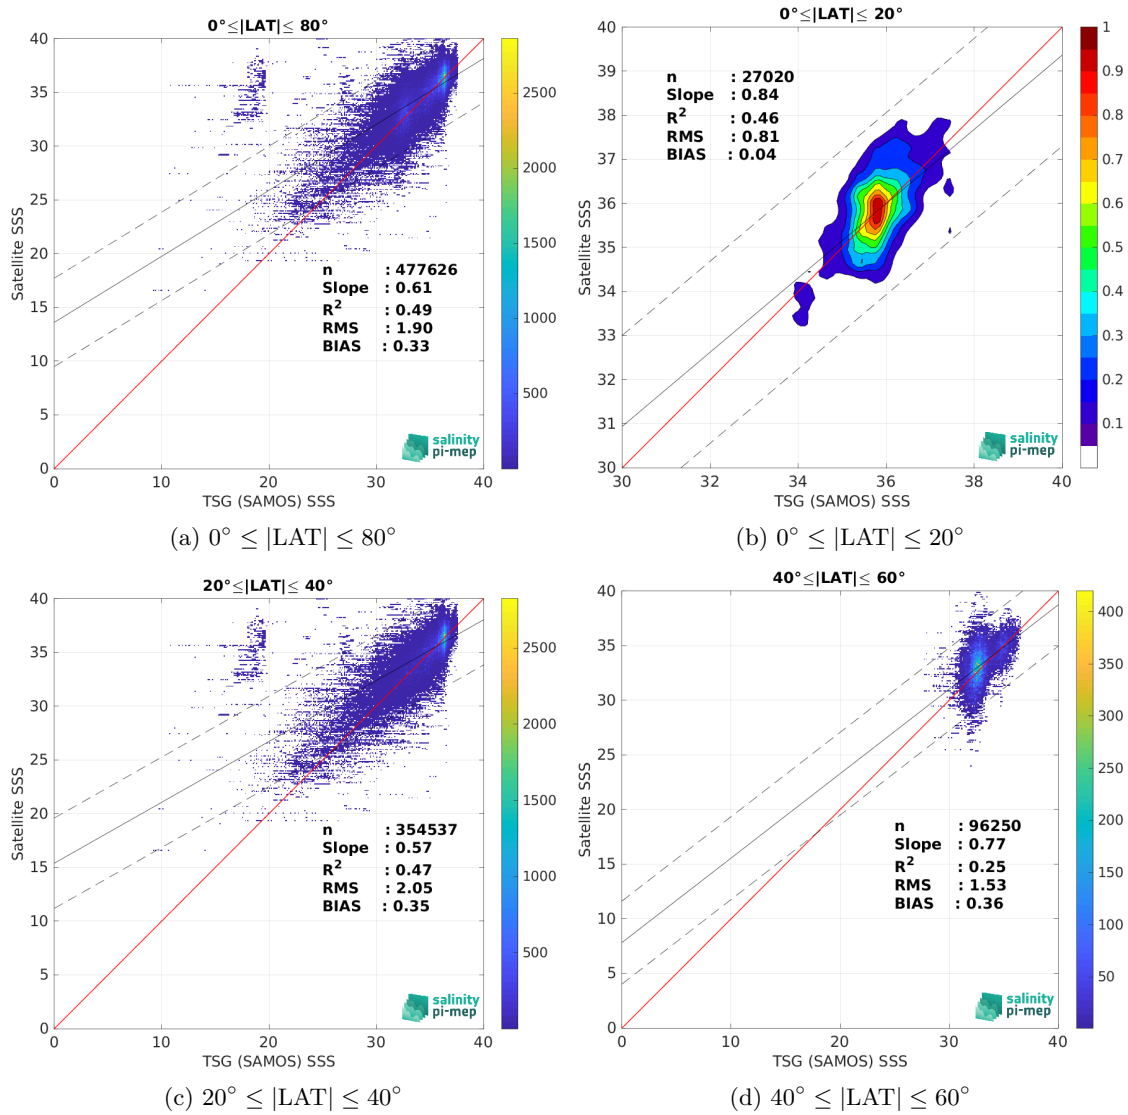 0°≤|LAT|≤ 80°
40
35
30
25
20
15
10
5
0
Satellite SSS
0
10
20
30
40
TSG (SAMOS) SSS
n : 477626
Slope : 0.61
R² : 0.49
RMS : 1.90
BIAS : 0.33
salinity
pi-mep
2500
2000
1500
1000
500
(a) 0° ≤ |LAT| ≤ 80°
0°≤|LAT|≤ 20°
40
39
38
37
36
35
34
33
32
31
30
Satellite SSS
30
32
34
36
38
40
TSG (SAMOS) SSS
n : 27020
Slope : 0.84
R² : 0.46
RMS : 0.81
BIAS : 0.04
salinity
pi-mep
1
0.9
0.8
0.7
0.6
0.5
0.4
0.3
0.2
0.1
(b) 0° ≤ |LAT| ≤ 20°
20°≤|LAT|≤ 40°
40
35
30
25
20
15
10
5
0
Satellite SSS
0
10
20
30
40
TSG (SAMOS) SSS
n : 354537
Slope : 0.57
R² : 0.47
RMS : 2.05
BIAS : 0.35
salinity
pi-mep
2500
2000
1500
1000
500
(c) 20° ≤ |LAT| ≤ 40°
40°≤|LAT|≤ 60°
40
35
30
25
20
15
10
5
0
Satellite SSS
0
10
20
30
40
TSG (SAMOS) SSS
n : 96250
Slope : 0.77
R² : 0.25
RMS : 1.53
BIAS : 0.36
salinity
pi-mep
400
350
300
250
200
150
100
50
(d) 40° ≤ |LAT| ≤ 60°